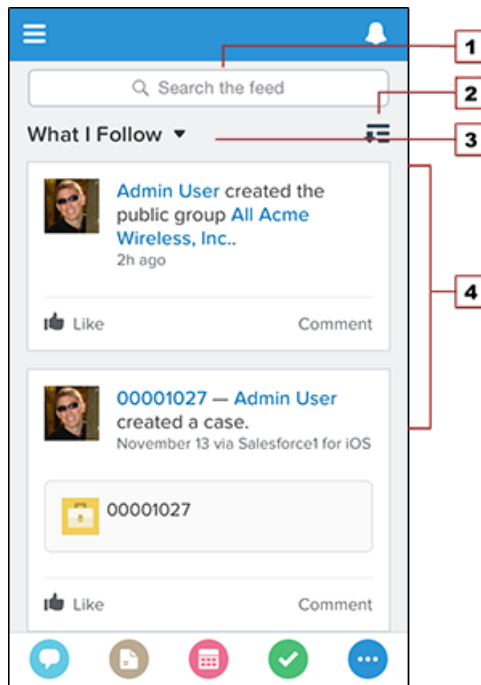 1
Search the feed
2
What I Follow
3
Admin User created the
public group All Acme
Wireless, Inc..
2h ago
4
Like Comment
00001027 — Admin User
created a case.
November 13 via Salesforce1 for iOS
00001027
Like Comment